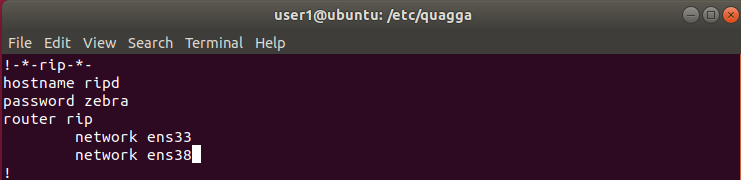 user1@ubuntu: /etc/quagga
File Edit View Search Terminal Help
!-*-rip-*-
hostname ripd
password zebra
router rip
        network ens33
        network ens38
!